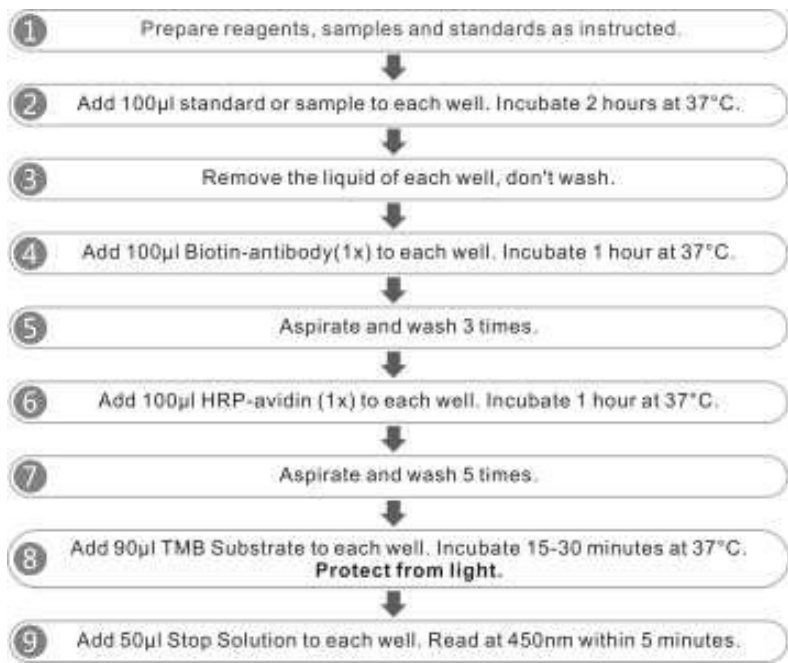 1 Prepare reagents, samples and standards as instructed.
2 Add 100μl standard or sample to each well. Incubate 2 hours at 37°C.
3 Remove the liquid of each well, don't wash.
4 Add 100μl Biotin-antibody(1x) to each well. Incubate 1 hour at 37°C.
5 Aspirate and wash 3 times.
6 Add 100μl HRP-avidin (1x) to each well. Incubate 1 hour at 37°C.
7 Aspirate and wash 5 times.
8 Add 90μl TMB Substrate to each well. Incubate 15-30 minutes at 37°C.
Protect from light.
9 Add 50μl Stop Solution to each well. Read at 450nm within 5 minutes.